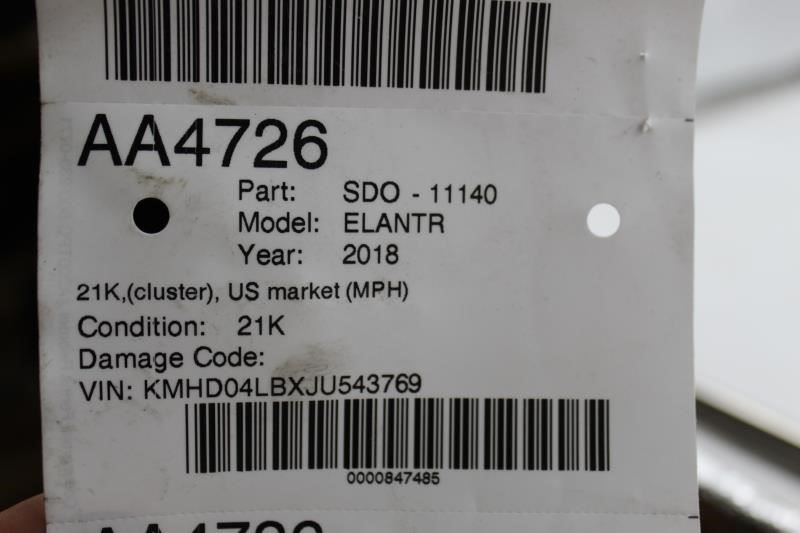 AA4726
Part: SDO - 11140
Model: ELANTR
Year: 2018
21K,(cluster), US market (MPH)
Condition: 21K
Damage Code:
VIN: KMHD04LBXJU543769
0000847485